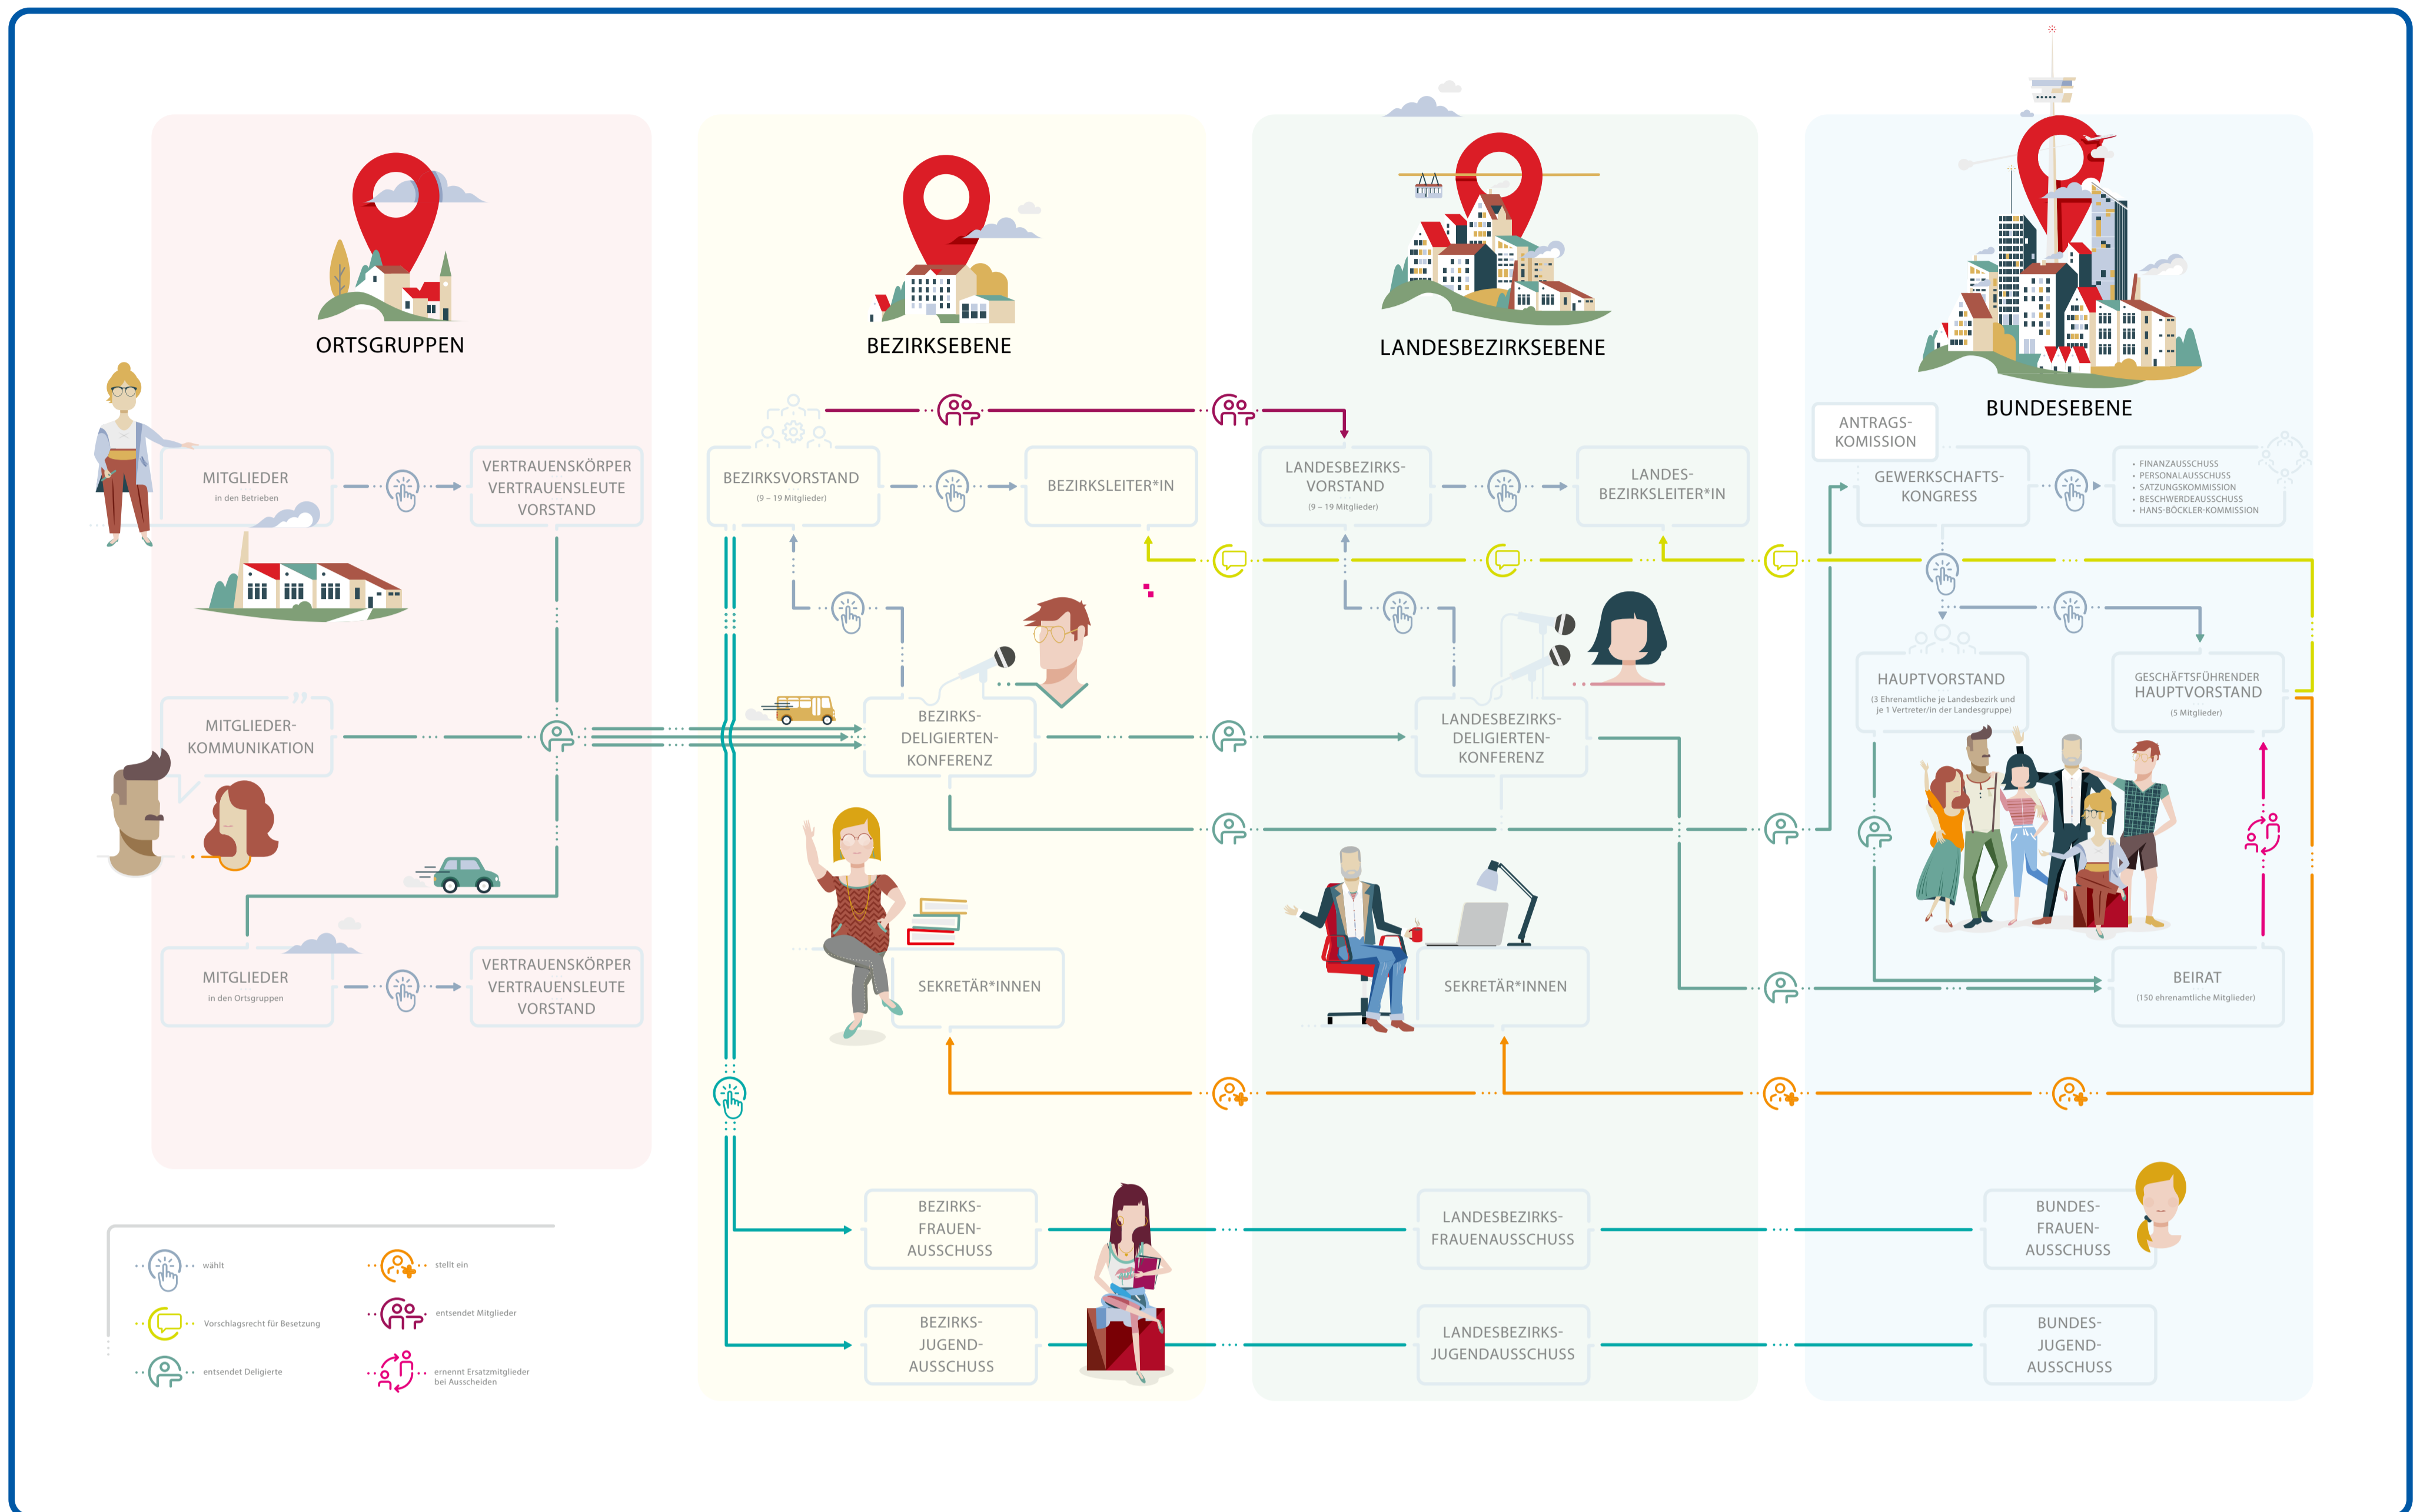 ORTSGRUPPEN
MITGLIEDER
in den Betrieben
VERTRAUENSKÖRPER
VERTRAUENSLEUTE
VORSTAND
”
MITGLIEDER-
KOMMUNIKATION
MITGLIEDER
in den Ortsgruppen
VERTRAUENSKÖRPER
VERTRAUENSLEUTE
VORSTAND
BEZIRKSEBENE
BEZIRKSVORSTAND
(9 – 19 Mitglieder)
BEZIRKSLEITER*IN
BEZIRKS-
DELIGIERTEN-
KONFERENZ
SEKRETÄR*INNEN
BEZIRKS-
FRAUEN-
AUSSCHUSS
BEZIRKS-
JUGEND-
AUSSCHUSS
LANDESBEZIRKSEBENE
LANDESBEZIRKS-
VORSTAND
(9 – 19 Mitglieder)
LANDES-
BEZIRKSLEITER*IN
LANDESBEZIRKS-
DELIGIERTEN-
KONFERENZ
SEKRETÄR*INNEN
LANDESBEZIRKS-
FRAUENAUSSCHUSS
LANDESBEZIRKS-
JUGENDAUSSCHUSS
BUNDESEBENE
ANTRAGS-
KOMISSION
GEWERKSCHAFTS-
KONGRESS
• FINANZAUSSCHUSS
• PERSONALAUSSCHUSS
• SATZUNGSKOMMISSION
• BESCHWERDEAUSSCHUSS
• HANS-BÖCKLER-KOMMISSION
HAUPTVORSTAND
(3 Ehrenamtliche je Landesbezirk und
je 1 Vertreter/in der Landesgruppe)
GESCHÄFTSFÜHRENDER
HAUPTVORSTAND
(5 Mitglieder)
BEIRAT
(150 ehrenamtliche Mitglieder)
BUNDES-
FRAUEN-
AUSSCHUSS
BUNDES-
JUGEND-
AUSSCHUSS
wählt
Vorschlagsrecht für Besetzung
entsendet Deligierte
stellt ein
entsendet Mitglieder
ernennt Ersatzmitglieder
bei Ausscheiden